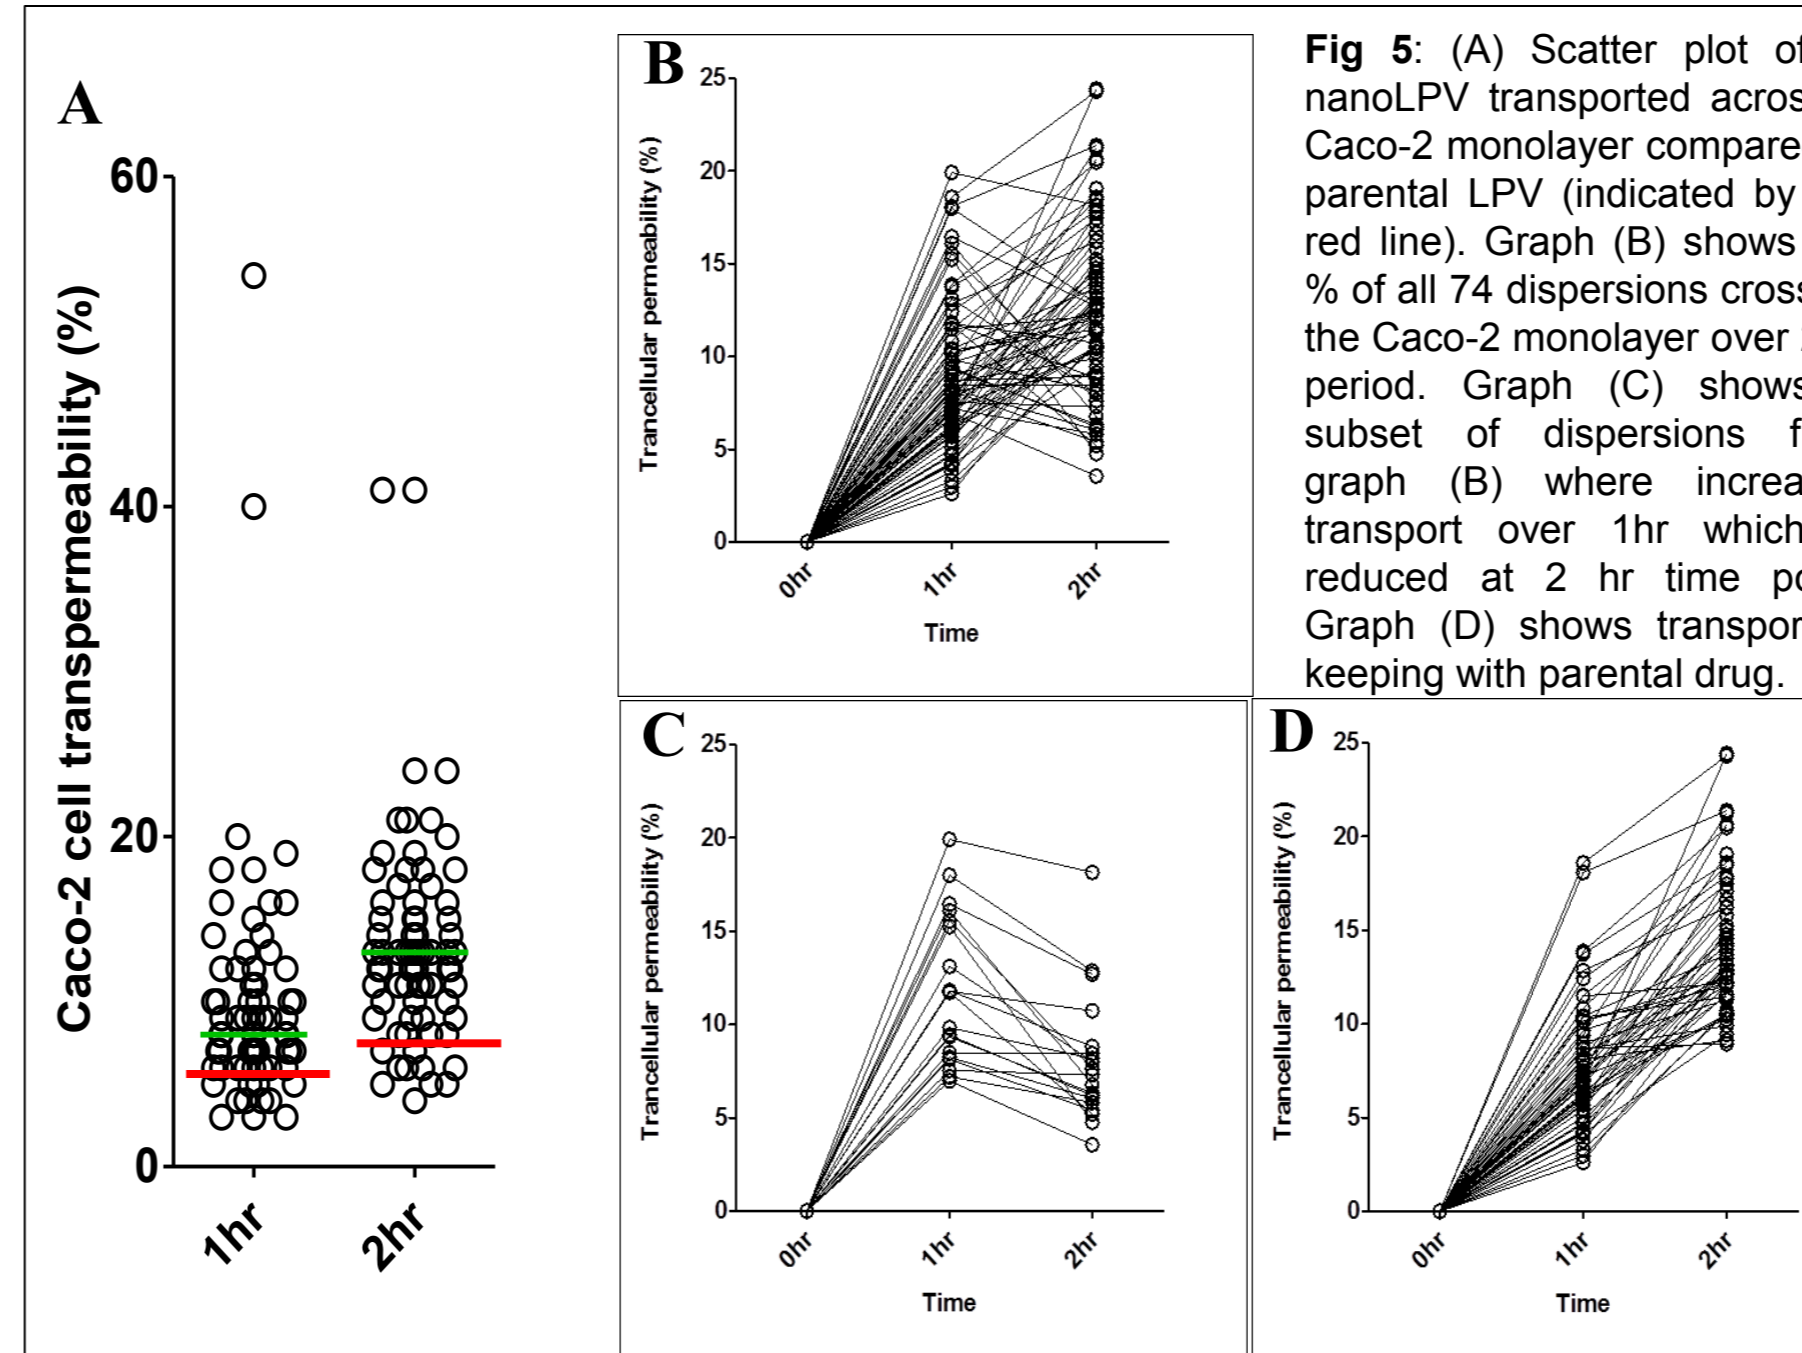 A
60
40
20
0
Caco-2 cell transpermeability (%)
1hr
2hr
B
25
20
15
10
5
0
Trancellular permeability (%)
0hr
1hr
2hr
Time
Fig 5: (A) Scatter plot of
nanoLPV transported acros
Caco-2 monolayer compare
parental LPV (indicated by
red line). Graph (B) shows
% of all 74 dispersions cross
the Caco-2 monolayer over
period. Graph (C) shows
subset of dispersions f
graph (B) where increa
transport over 1hr which
reduced at 2 hr time po
Graph (D) shows transpor
keeping with parental drug.
C
25
20
15
10
5
0
Trancellular permeability (%)
0hr
1hr
2hr
Time
D
25
20
15
10
5
0
Trancellular permeability (%)
0hr
1hr
2hr
Time